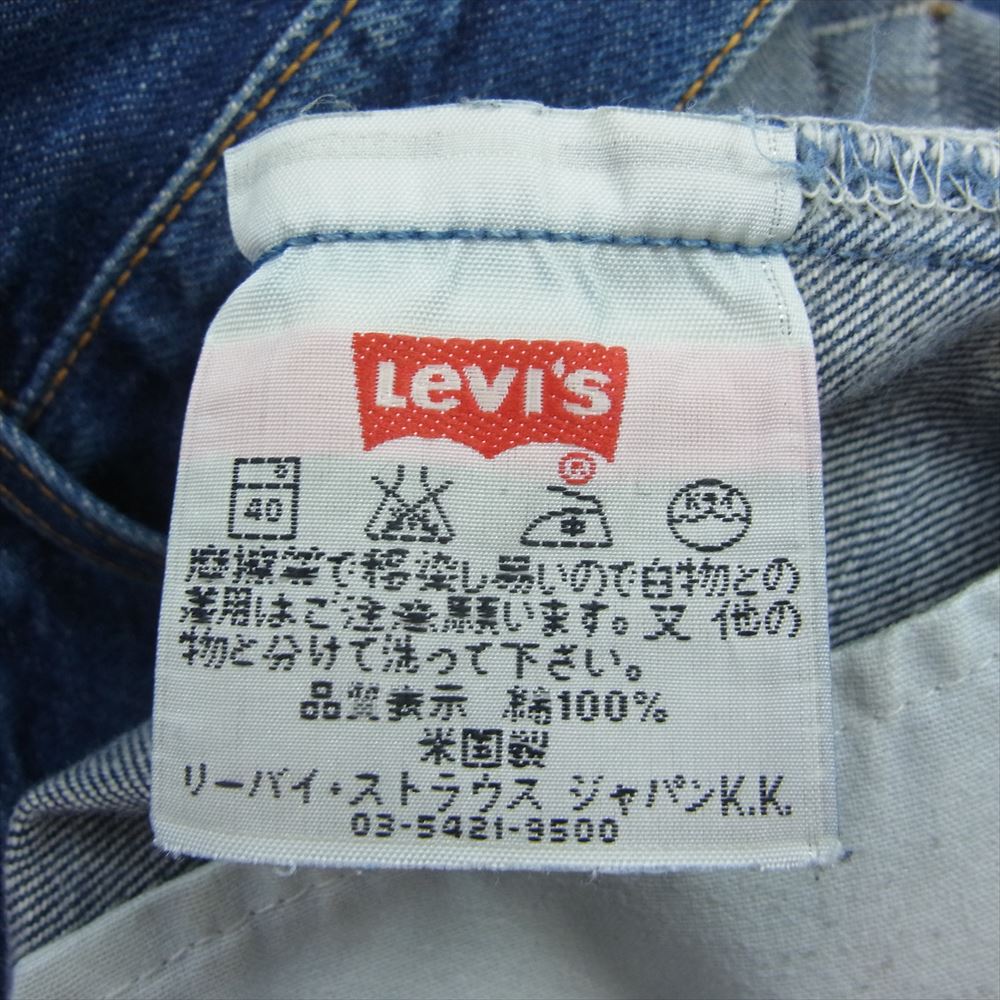 Levi's
®
40
摩擦等で移染し易いので白物との
着用はご注意願います。又 他の
物と分けて洗って下さい。
品質表示 綿100%
米国製
リーバイ・ストラウス ジャパンK.K.
03-5421-9500